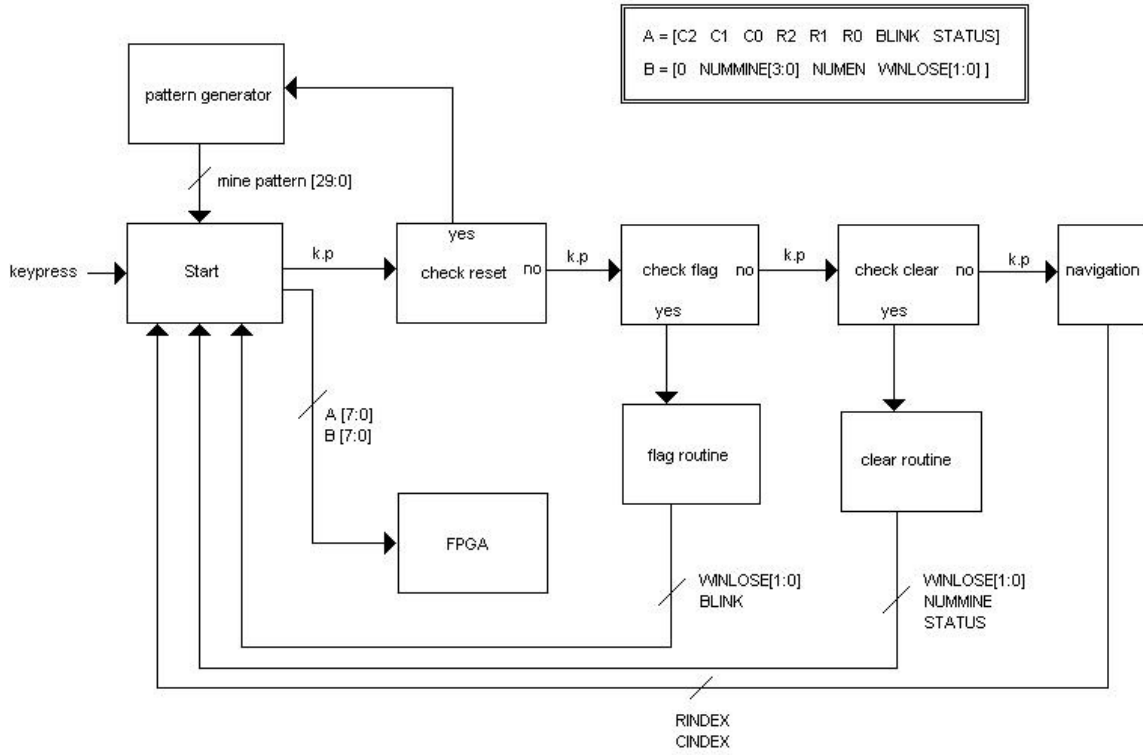 A = [C2 C1 C0 R2 R1 R0 BLINK STATUS]
B = [0 NUMMINE[3:0] NUMEN WINLOSE[1:0] ]
pattern generator
mine pattern [29:0]
keypress
Start
k.p
yes
check reset
no
k.p
check flag
no
yes
k.p
check clear
no
yes
k.p
navigation
A [7:0]
B [7:0]
flag routine
clear routine
FPGA
WINLOSE[1:0]
BLINK
WINLOSE[1:0]
NUMMINE
STATUS
RINDEX
CINDEX